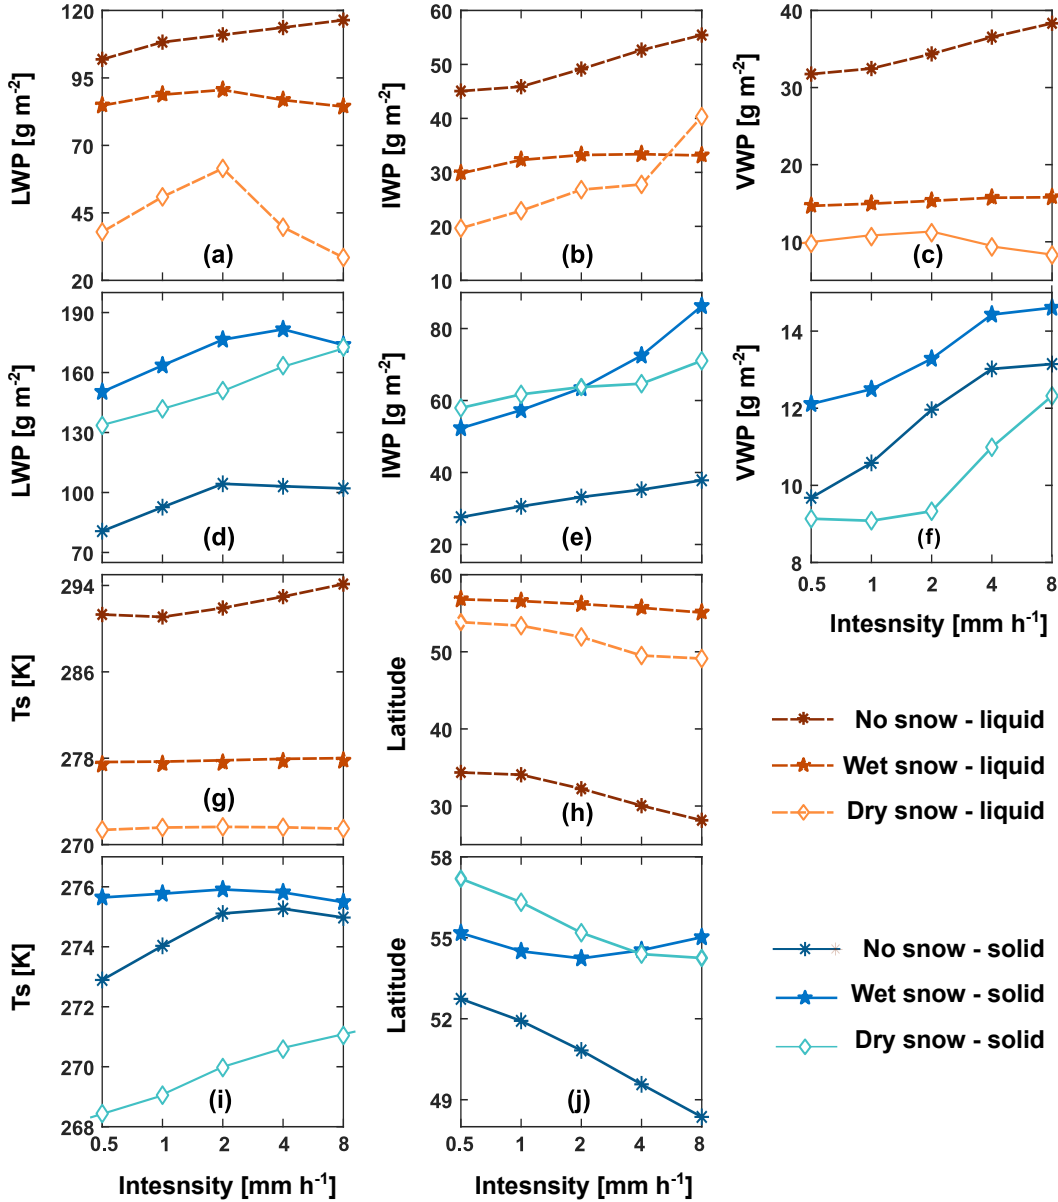 120
95
70
45
20
LWP [g m⁻²]
(a)
60
50
40
30
20
10
IWP [g m⁻²]
(b)
40
30
20
10
VWP [g m⁻²]
(c)
190
160
130
100
70
LWP [g m⁻²]
(d)
80
60
40
20
IWP [g m⁻²]
(e)
14
12
10
8
VWP [g m⁻²]
(f)
0.5 1 2 4 8
Intesnsity [mm h⁻¹]
294
286
278
270
Ts [K]
(g)
60
50
40
30
Latitude
(h)
No snow - liquid
Wet snow - liquid
Dry snow - liquid
276
274
272
270
268
Ts [K]
(i)
0.5 1 2 4 8
Intesnsity [mm h⁻¹]
58
55
52
49
Latitude
(j)
0.5 1 2 4 8
Intesnsity [mm h⁻¹]
No snow - solid
Wet snow - solid
Dry snow - solid